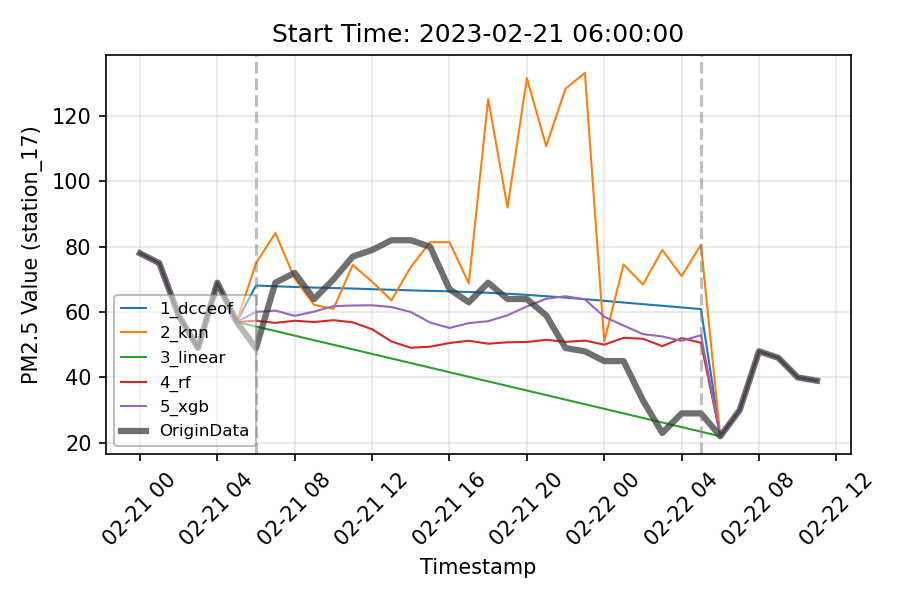 Start Time: 2023-02-21 06:00:00
PM2.5 Value (station_17)
120
100
80
60
40
20
1_dcceof
2_knn
3_linear
4_rf
5_xgb
OriginData
02-21 00
02-21 04
02-21 08
02-21 12
02-21 16
02-21 20
02-22 00
02-22 04
02-22 08
02-22 12
Timestamp